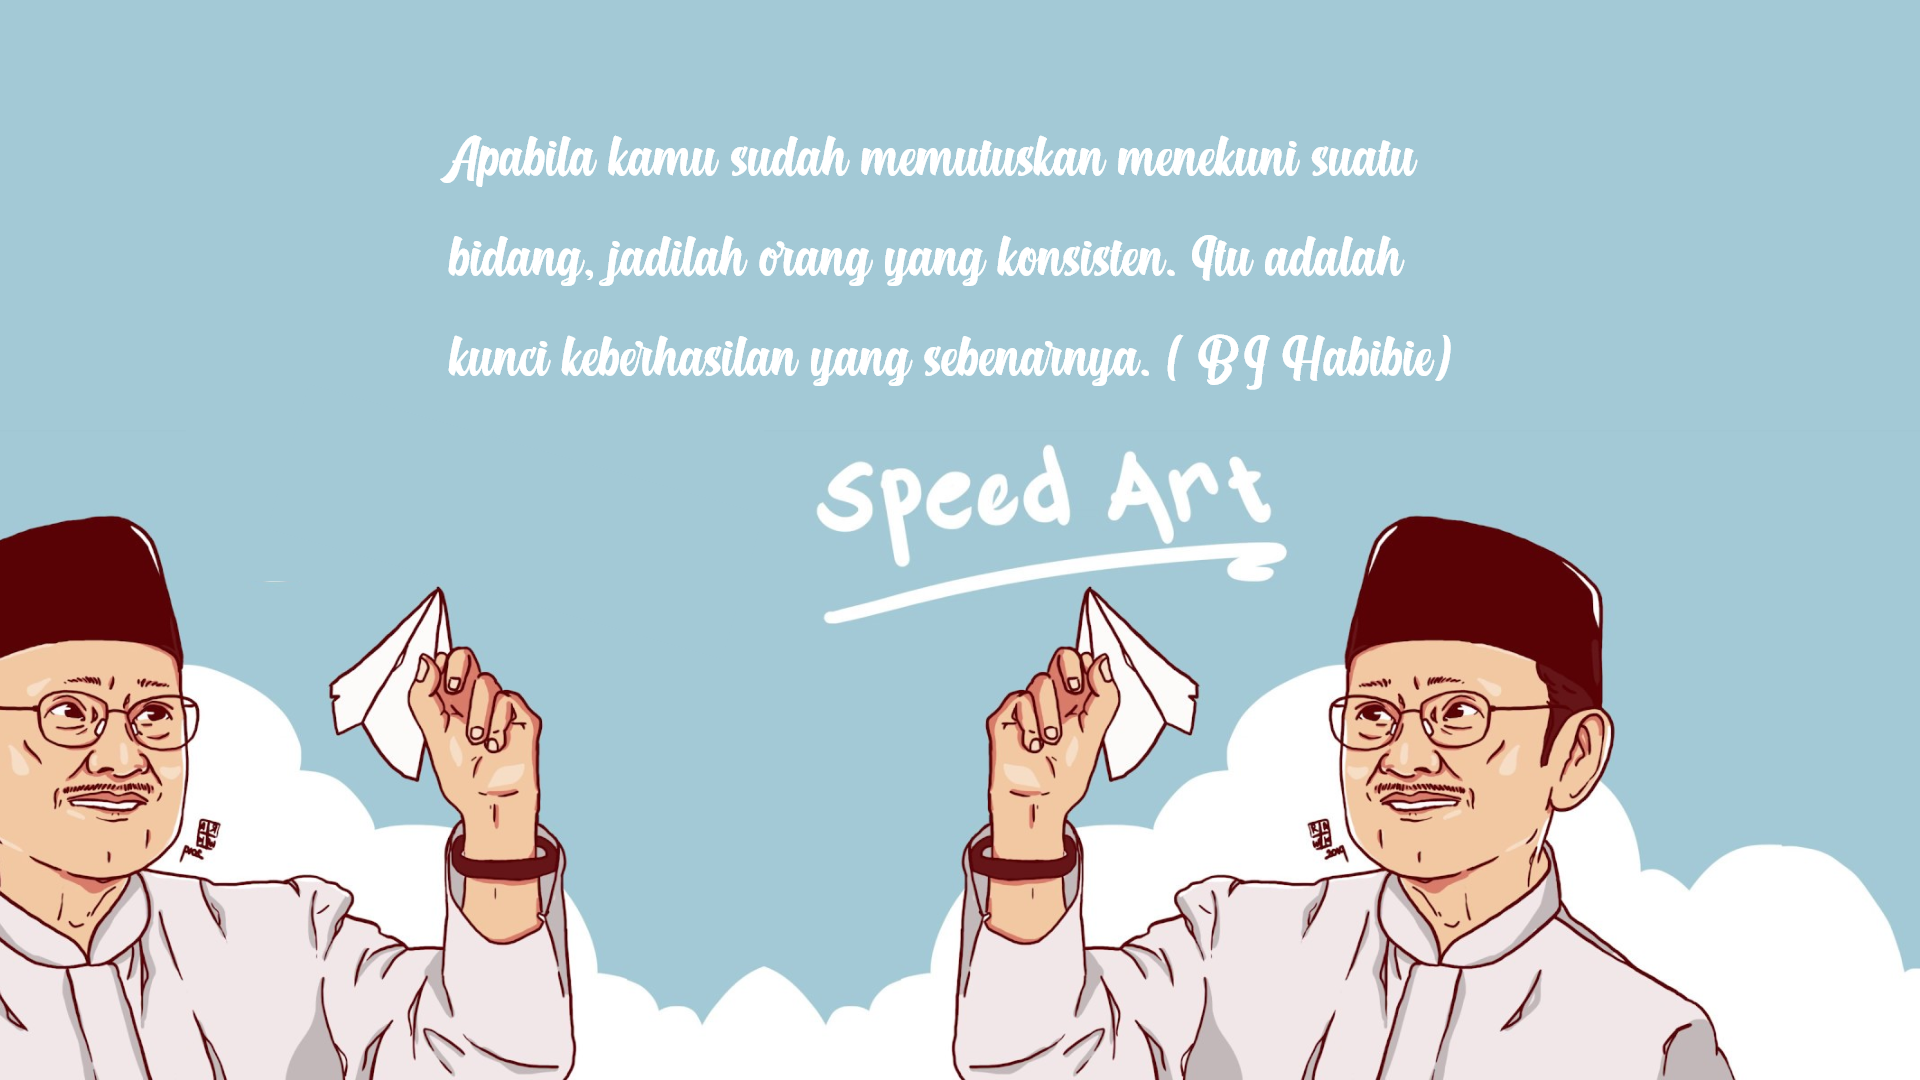 Apabila kamu sudah memutuskan menekuni suatu
bidang, jadilah orang yang konsisten. Itu adalah
kunci keberhasilan yang sebenarnya. ( BJ Habibie)
Speed Art
2019